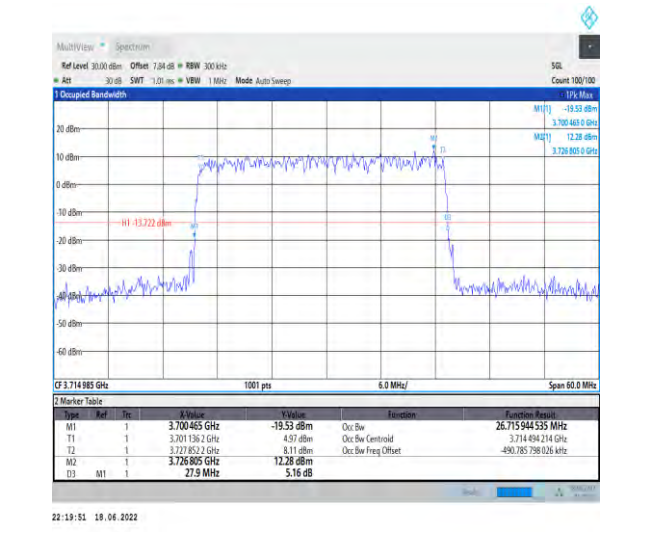 MultiView Spectrum
Ref Level 30.00 dBm Offset 7.84 dB RBW 300 kHz SGL
Att 30 dB SWT 1.01 ms VBW 1 MHz Mode Auto Sweep Count 100/100
1 Occupied Bandwidth 1Pk Max
M1[1] -19.53 dBm
3.700 465 0 GHz
M2[1] 12.28 dBm
3.726 805 0 GHz
20 dBm
10 dBm
0 dBm
-10 dBm
H1 -13.722 dBm
-20 dBm
-30 dBm
-40 dBm
-50 dBm
-60 dBm
M2
T2
M1
D3
CF 3.714 985 GHz 1001 pts 6.0 MHz/ Span 60.0 MHz
2 Marker Table
Type Ref Trc X-Value Y-Value Function Function Result
M1 1 3.700 465 GHz -19.53 dBm Occ Bw 26.715 944 535 MHz
T1 1 3.701 136 2 GHz 4.97 dBm Occ Bw Centroid 3.714 494 214 GHz
T2 1 3.727 852 2 GHz 8.11 dBm Occ Bw Freq Offset -490.785 798 026 kHz
M2 1 3.726 805 GHz 12.28 dBm
D3 M1 1 27.9 MHz 5.16 dB
22:19:51 18.06.2022